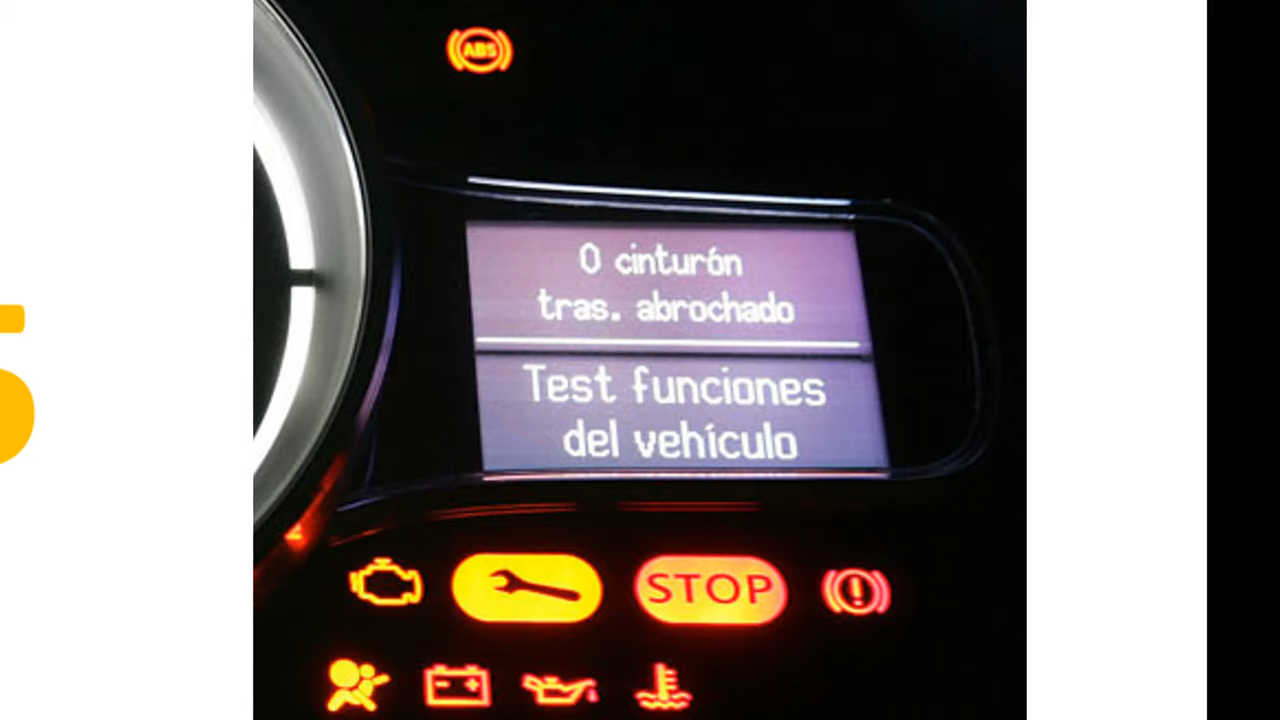 ABS
0 cinturón
tras. abrochado
Test funciones
del vehículo
STOP